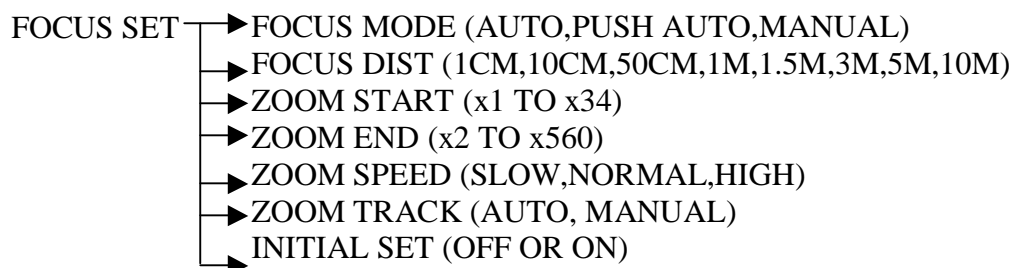 FOCUS SET FOCUS MODE (AUTO,PUSH AUTO,MANUAL)
FOCUS DIST (1CM,10CM,50CM,1M,1.5M,3M,5M,10M)
ZOOM START (x1 TO x34)
ZOOM END (x2 TO x560)
ZOOM SPEED (SLOW,NORMAL,HIGH)
ZOOM TRACK (AUTO, MANUAL)
INITIAL SET (OFF OR ON)